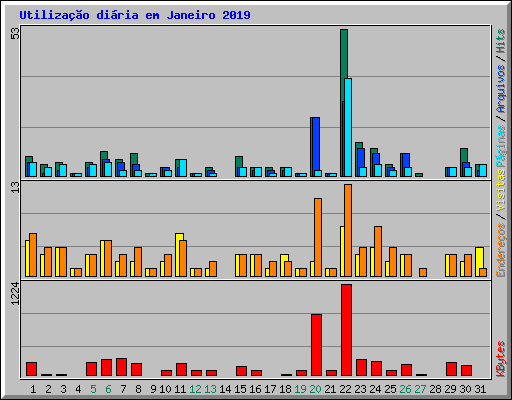 Utilização diária em Janeiro 2019
53
13
1224
Endereços / Visitas Páginas / Arquivos / Hits
KBytes
1 2 3 4 5 6 7 8 9 10 11 12 13 14 15 16 17 18 19 20 21 22 23 24 25 26 27 28 29 30 31